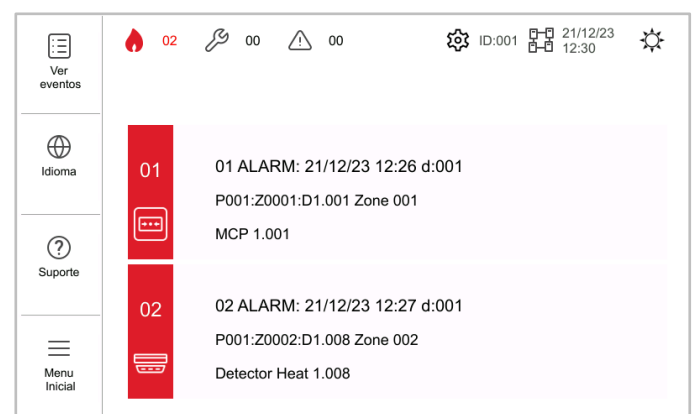 02 00 00 ID:001 21/12/23
12:30
Ver
eventos
Idioma
Suporte
Menu
Inicial
01
01 ALARM: 21/12/23 12:26 d:001
P001:Z0001:D1.001 Zone 001
MCP 1.001
02
02 ALARM: 21/12/23 12:27 d:001
P001:Z0002:D1.008 Zone 002
Detector Heat 1.008